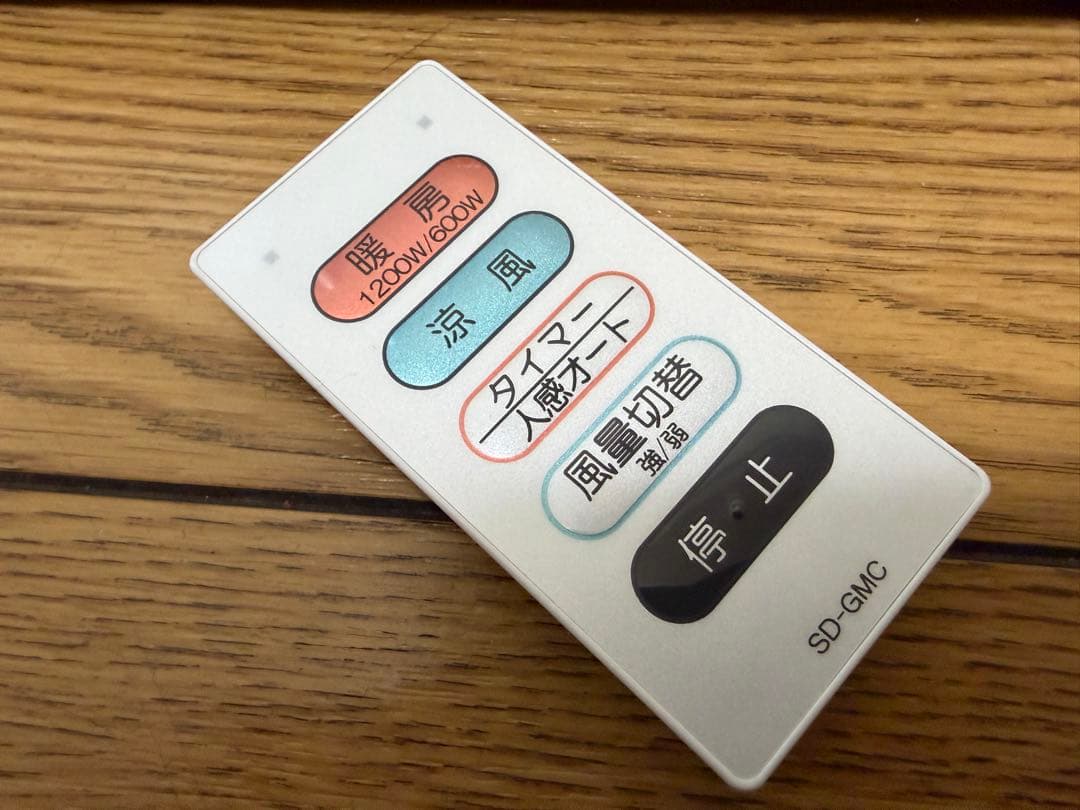 暖房
1200W/600W
涼風
タイマー
人感オート
風量切替
強/弱
停止
SD-GMC